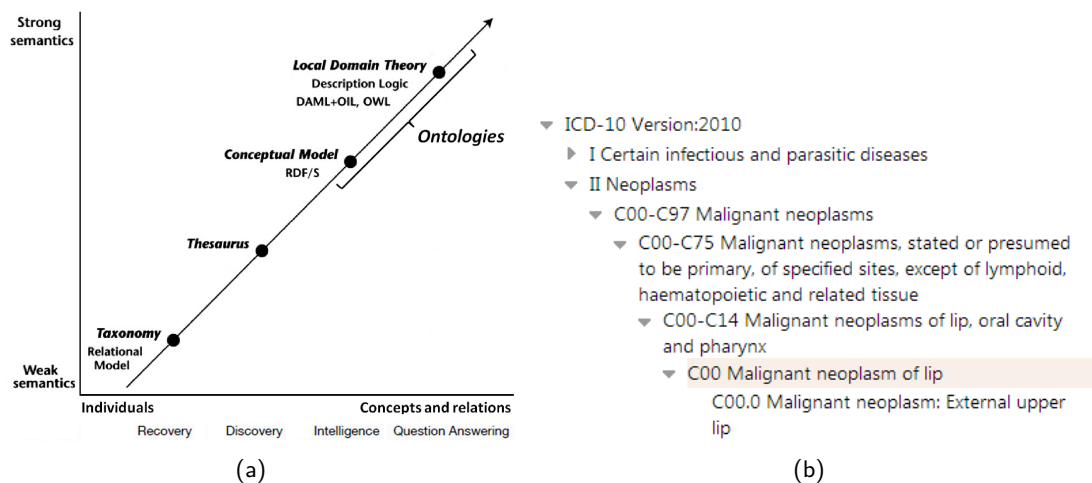 Strong
semantics
Local Domain Theory
Description Logic
DAML+OIL, OWL
Ontologies
Conceptual Model
RDF/S
Thesaurus
Taxonomy
Relational
Model
Weak
semantics
Individuals
Concepts and relations
Recovery
Discovery
Intelligence
Question Answering
(a)
ICD-10 Version:2010
I Certain infectious and parasitic diseases
II Neoplasms
C00-C97 Malignant neoplasms
C00-C75 Malignant neoplasms, stated or presumed
to be primary, of specified sites, except of lymphoid,
haematopoietic and related tissue
C00-C14 Malignant neoplasms of lip, oral cavity
and pharynx
C00 Malignant neoplasm of lip
C00.0 Malignant neoplasm: External upper
lip
(b)